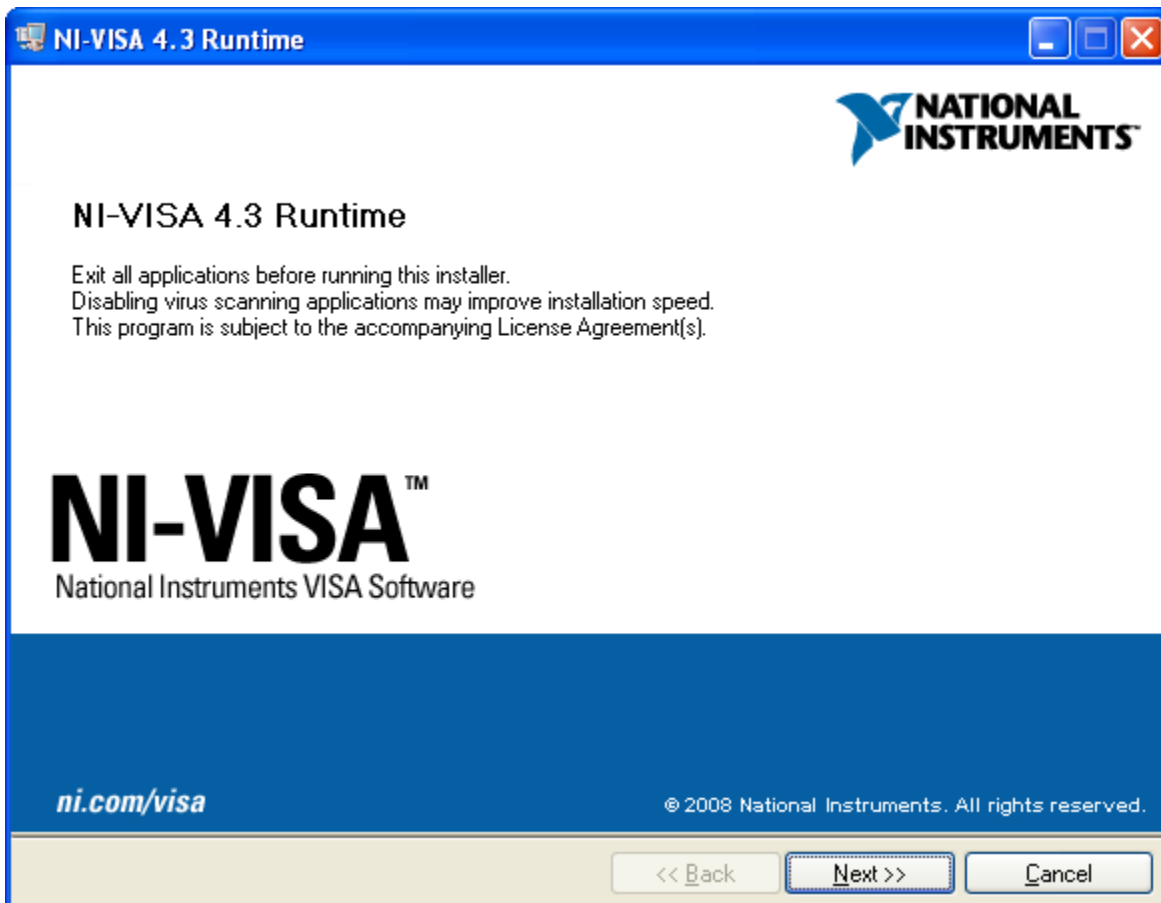 NI-VISA 4.3 Runtime
NATIONAL
INSTRUMENTS™
NI-VISA 4.3 Runtime
Exit all applications before running this installer.
Disabling virus scanning applications may improve installation speed.
This program is subject to the accompanying License Agreement(s).
NI-VISA™
National Instruments VISA Software
ni.com/visa
© 2008 National Instruments. All rights reserved.
<< Back
Next >>
Cancel